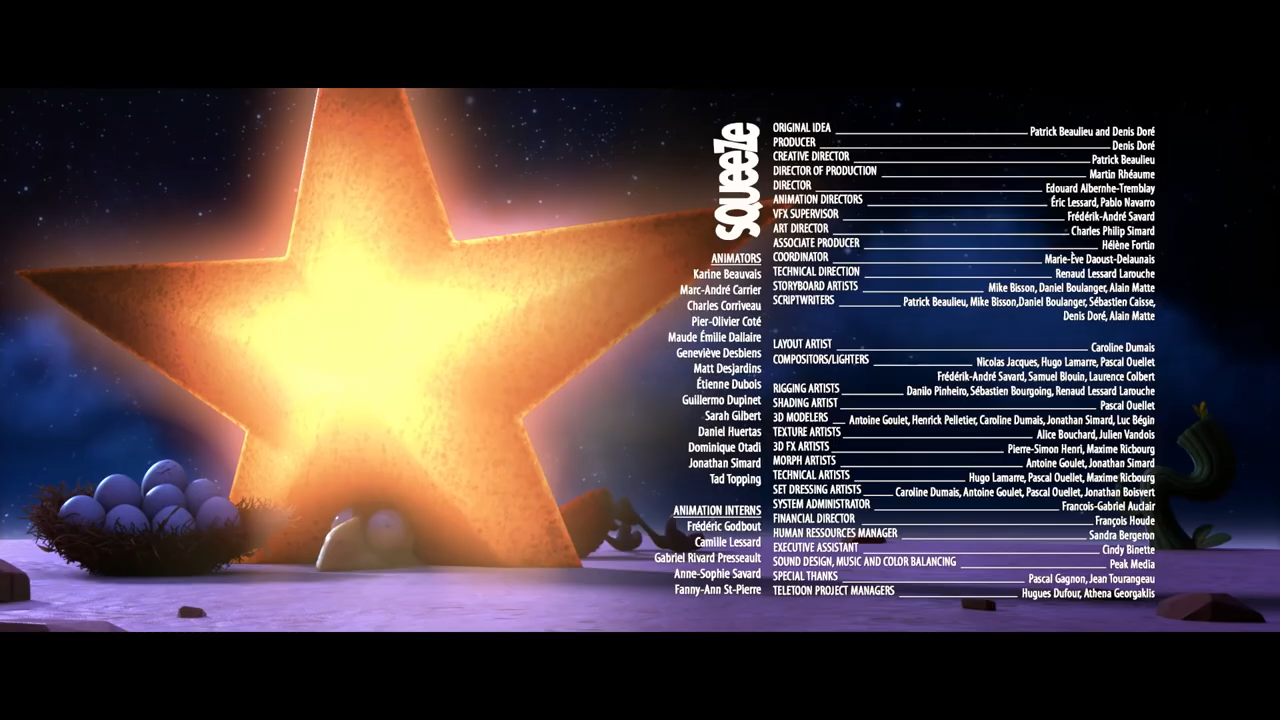 squeeze
ORIGINAL IDEA Patrick Beaulieu and Denis Doré
PRODUCER Denis Doré
CREATIVE DIRECTOR Patrick Beaulieu
DIRECTOR OF PRODUCTION Martin Rhéaume
DIRECTOR Edouard Albernhe-Tremblay
ANIMATION DIRECTORS Éric Lessard, Pablo Navarro
VFX SUPERVISOR Frédérik-André Savard
ART DIRECTOR Charles Philip Simard
ASSOCIATE PRODUCER Hélène Fortin
COORDINATOR Marie-Ève Daoust-Delaunais
TECHNICAL DIRECTION Renaud Lessard Larouche
STORYBOARD ARTISTS Mike Bisson, Daniel Boulanger, Alain Matte
SCRIPTWRITERS Patrick Beaulieu, Mike Bisson,Daniel Boulanger, Sébastien Caisse,
Denis Doré, Alain Matte
LAYOUT ARTIST Caroline Dumais
COMPOSITORS/LIGHTERS Nicolas Jacques, Hugo Lamarre, Pascal Ouellet
Frédérik-André Savard, Samuel Blouin, Laurence Colbert
RIGGING ARTISTS Danilo Pinheiro, Sébastien Bourgoing, Renaud Lessard Larouche
SHADING ARTIST Pascal Ouellet
3D MODELERS Antoine Goulet, Henrick Pelletier, Caroline Dumais, Jonathan Simard, Luc Bégin
TEXTURE ARTISTS Alice Bouchard, Julien Vandois
3D FX ARTISTS Pierre-Simon Henri, Maxime Ricbourg
MORPH ARTISTS Antoine Goulet, Jonathan Simard
TECHNICAL ARTISTS Hugo Lamarre, Pascal Ouellet, Maxime Ricbourg
SET DRESSING ARTISTS Caroline Dumais, Antoine Goulet, Pascal Ouellet, Jonathan Boisvert
SYSTEM ADMINISTRATOR Francois-Gabriel Auclair
FINANCIAL DIRECTOR François Houde
HUMAN RESSOURCES MANAGER Sandra Bergeron
EXECUTIVE ASSISTANT Cindy Binette
SOUND DESIGN, MUSIC AND COLOR BALANCING Peak Media
SPECIAL THANKS Pascal Gagnon, Jean Tourangeau
TELETOON PROJECT MANAGERS Hugues Dufour, Athena Georgaklis
ANIMATORS
Karine Beauvais
Marc-André Carrier
Charles Corriveau
Pier-Olivier Coté
Maude Émilie Dallaire
Geneviève Desbiens
Matt Desjardins
Étienne Dubois
Guillermo Dupinet
Sarah Gilbert
Daniel Huertas
Dominique Otadi
Jonathan Simard
Tad Topping
ANIMATION INTERNS
Frédéric Godbout
Camille Lessard
Gabriel Rivard Presseault
Anne-Sophie Savard
Fanny-Ann St-Pierre